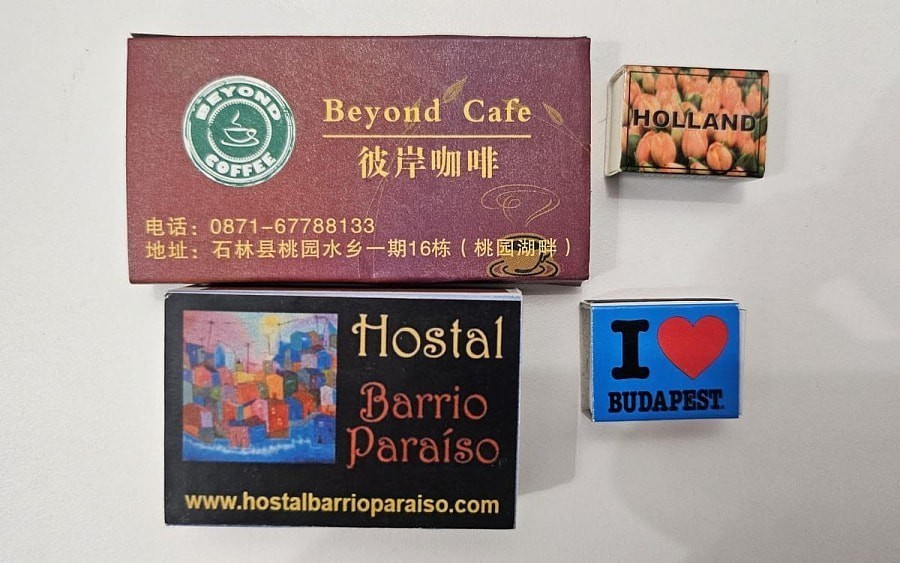 BEYOND
COFFEE
Beyond Cafe
彼岸咖啡
电话：0871-67788133
地址：石林县桃园水乡一期16栋（桃园湖畔）
HOLLAND
Hostal
Barrio
Paraíso
www.hostalbarrioparaiso.com
I
BUDAPEST